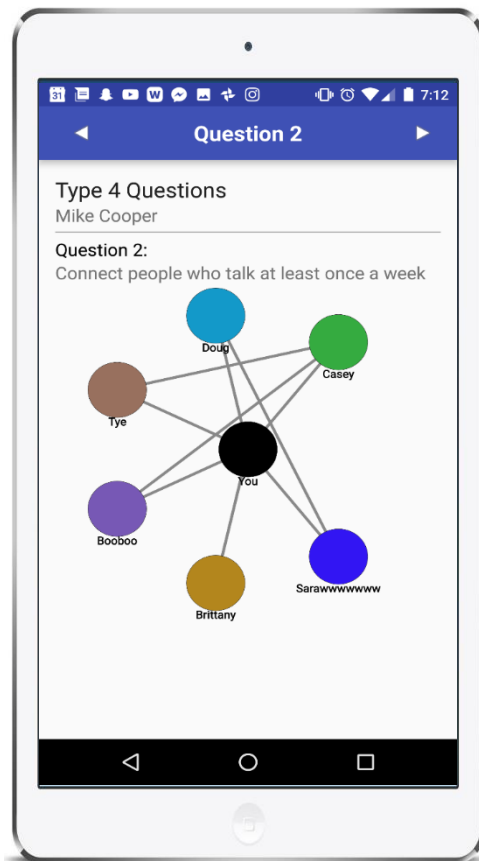 31 W 7:12
Question 2
Type 4 Questions
Mike Cooper
Question 2:
Connect people who talk at least once a week
Doug
Casey
Tye
You
Booboo
Sarawwwwwww
Brittany